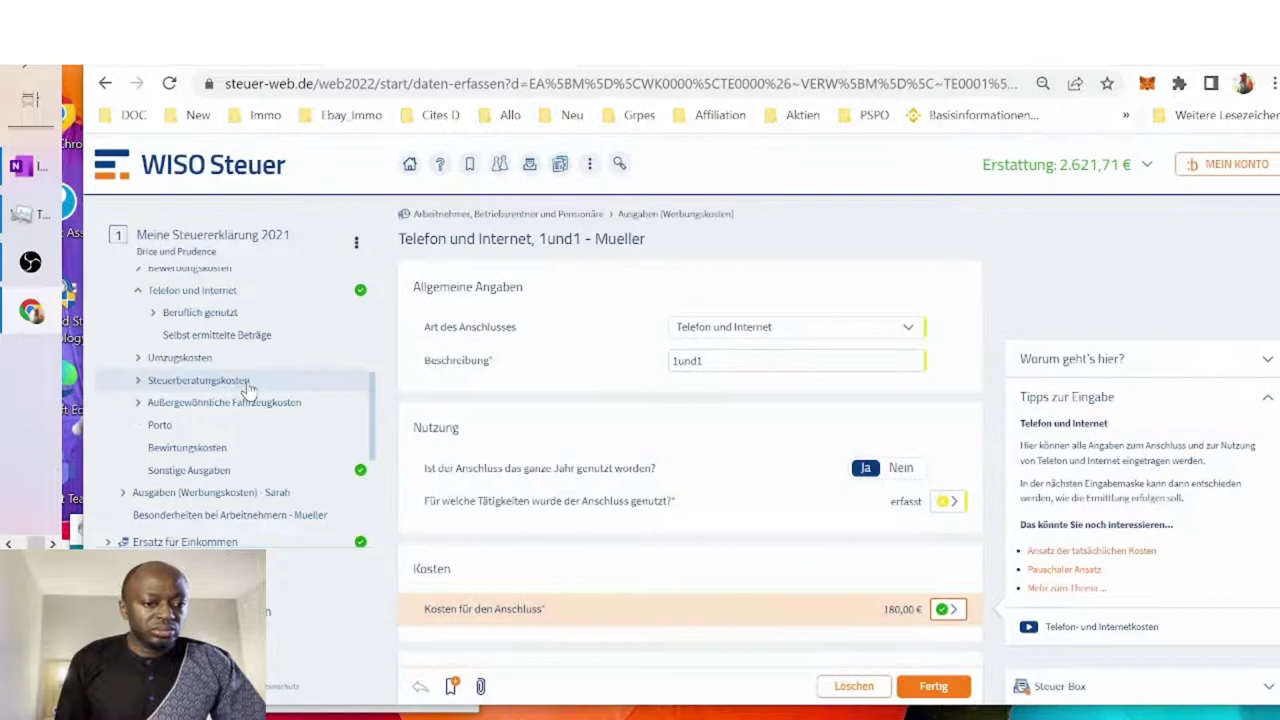 steuer-web.de/web2022/start/daten-erfassen?d=EA%5BM%5D%5CWK0000%5CTE0000%26~VERW%5BM%5D%5C~TE0001%5...
DOC New Immo Ebay_Immo Cites D Allo Neu Grpes Affiliation Aktien PSPO Basisinformationen... » Weitere Lesezeichen
WISO Steuer
Erstattung: 2.621,71 €
:b MEIN KONTO
1 Meine Steuererklärung 2021
Brice und Prudence
Bewerbungskosten
Telefon und Internet
Beruflich genutzt
Selbst ermittelte Beträge
Umzugskosten
Steuerberatungskosten
Außergewöhnliche Fahrzeugkosten
Porto
Bewirtungskosten
Sonstige Ausgaben
Ausgaben (Werbungskosten) - Sarah
Besonderheiten bei Arbeitnehmern - Mueller
Ersatz für Einkommen
Arbeitnehmer, Betriebsrentner und Pensionäre > Ausgaben (Werbungskosten)
Telefon und Internet, 1und1 - Mueller
Allgemeine Angaben
Art des Anschlusses Telefon und Internet
Beschreibung* 1und1
Nutzung
Ist der Anschluss das ganze Jahr genutzt worden? Ja Nein
Für welche Tätigkeiten wurde der Anschluss genutzt?* erfasst
Kosten
Kosten für den Anschluss* 180,00 €
Löschen Fertig
Worum geht's hier?
Tipps zur Eingabe
Telefon und Internet
Hier können alle Angaben zum Anschluss und zur Nutzung
von Telefon und Internet eingetragen werden.
In der nächsten Eingabemaske kann dann entschieden
werden, wie die Ermittlung erfolgen soll.
Das könnte Sie noch interessieren...
Ansatz der tatsächlichen Kosten
Pauschaler Ansatz
Mehr zum Thema ...
Telefon- und Internetkosten
Steuer-Box